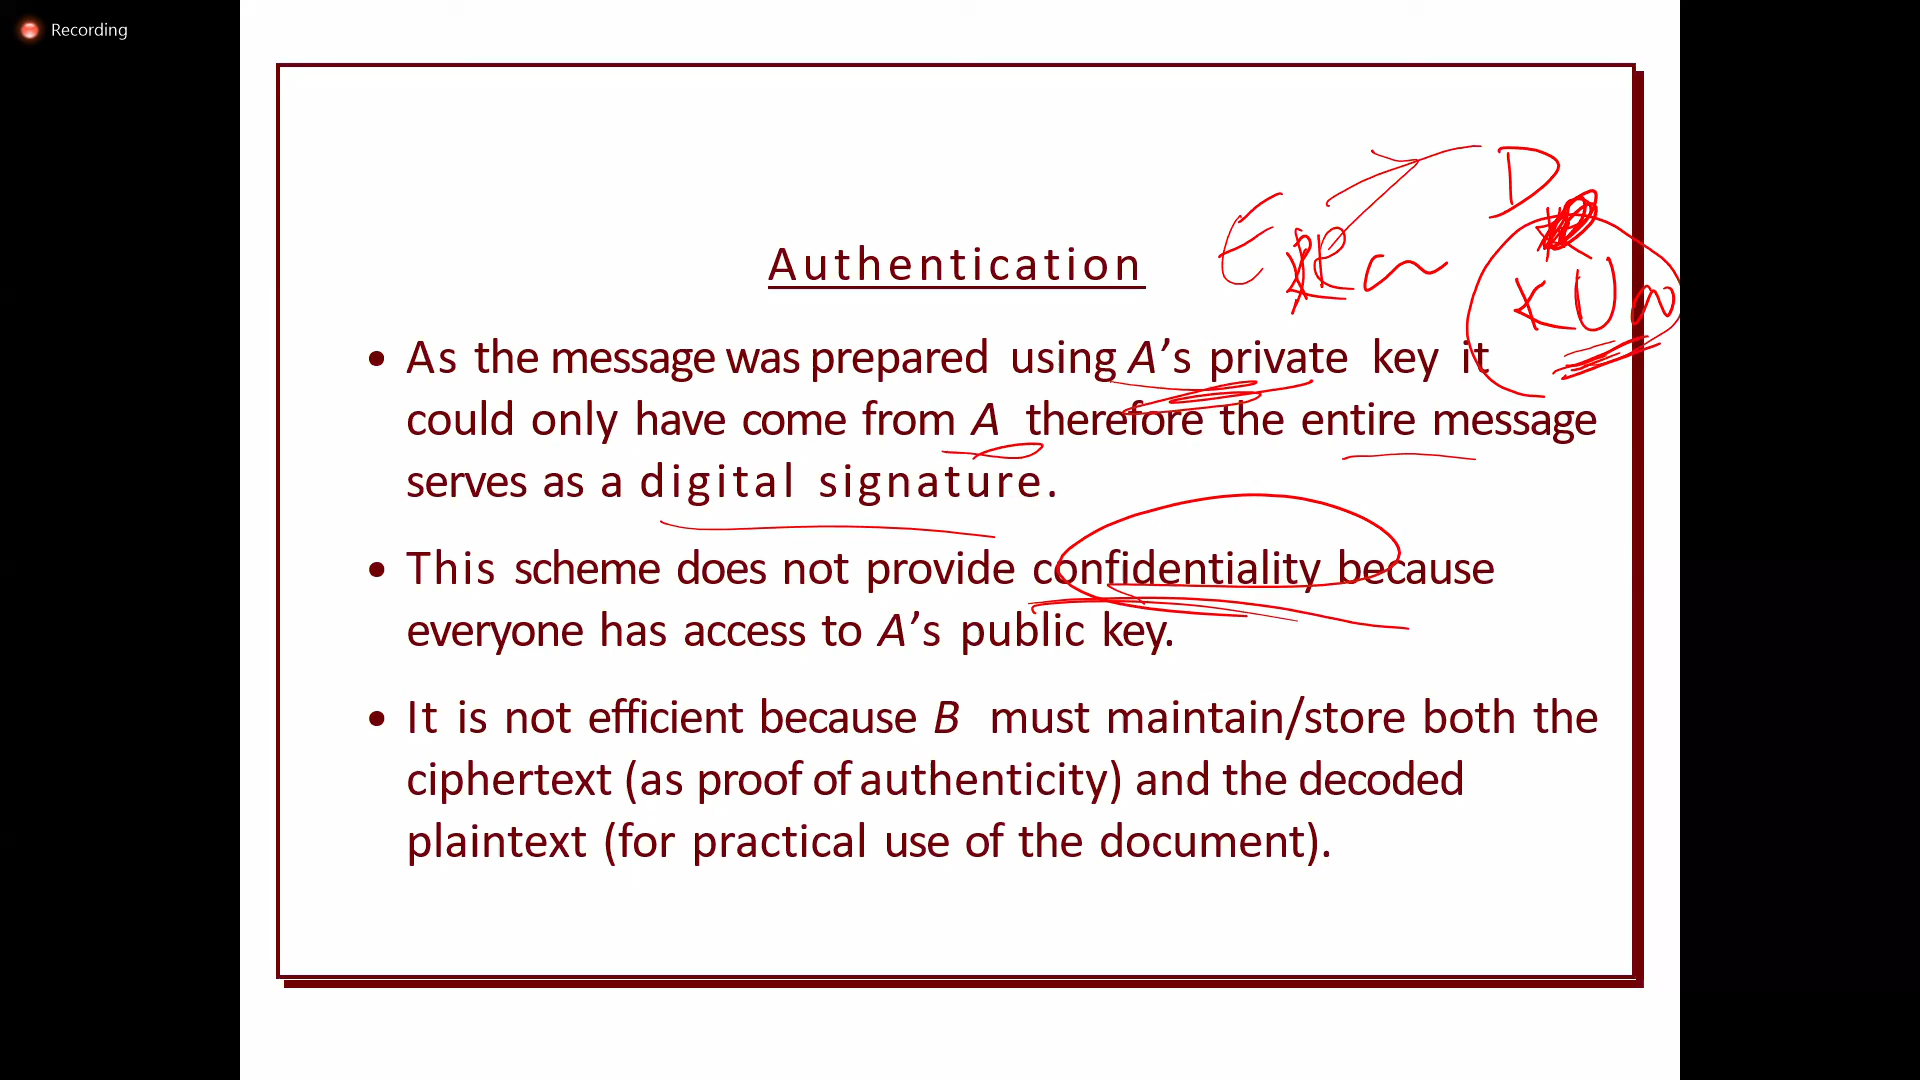 Recording
D
E KRa
KUa
Authentication
• As the message was prepared using A's private key it
could only have come from A therefore the entire message
serves as a digital signature.
• This scheme does not provide confidentiality because
everyone has access to A's public key.
• It is not efficient because B must maintain/store both the
ciphertext (as proof of authenticity) and the decoded
plaintext (for practical use of the document).